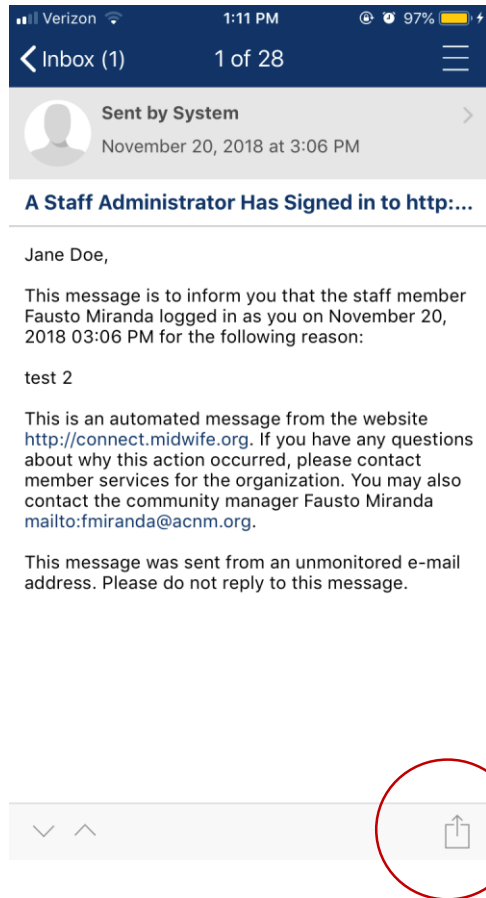 Verizon 1:11 PM 97%
Inbox (1) 1 of 28
Sent by System
November 20, 2018 at 3:06 PM
A Staff Administrator Has Signed in to http:...
Jane Doe,
This message is to inform you that the staff member
Fausto Miranda logged in as you on November 20,
2018 03:06 PM for the following reason:
test 2
This is an automated message from the website
http://connect.midwife.org. If you have any questions
about why this action occurred, please contact
member services for the organization. You may also
contact the community manager Fausto Miranda
mailto:fmiranda@acnm.org.
This message was sent from an unmonitored e-mail
address. Please do not reply to this message.